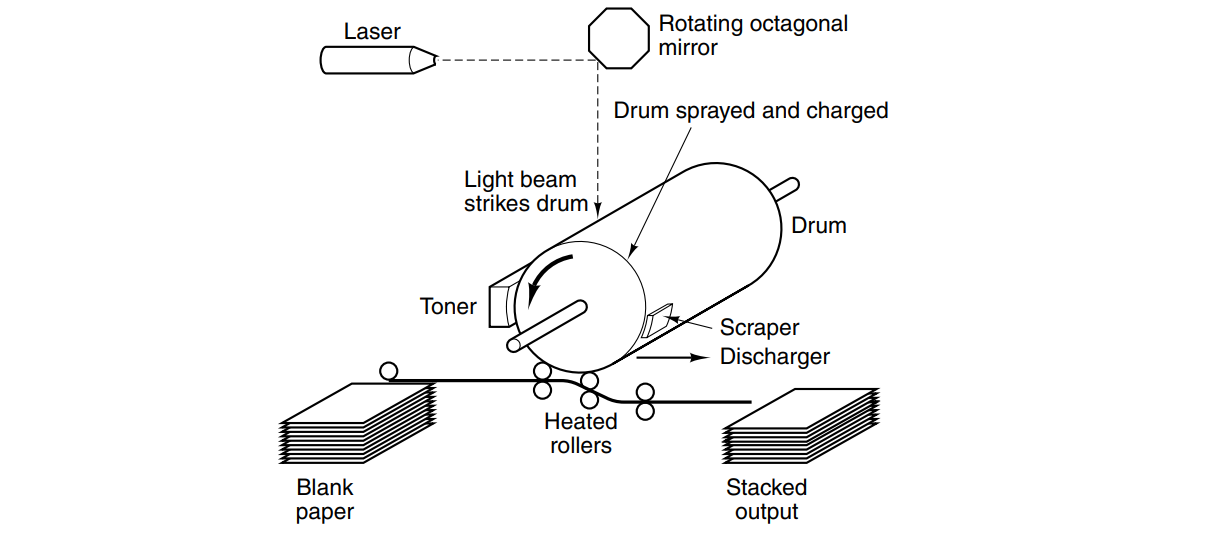 Laser
Rotating octagonal
mirror
Drum sprayed and charged
Light beam
strikes drum
Drum
Toner
Scraper
Discharger
Heated
rollers
Blank
paper
Stacked
output